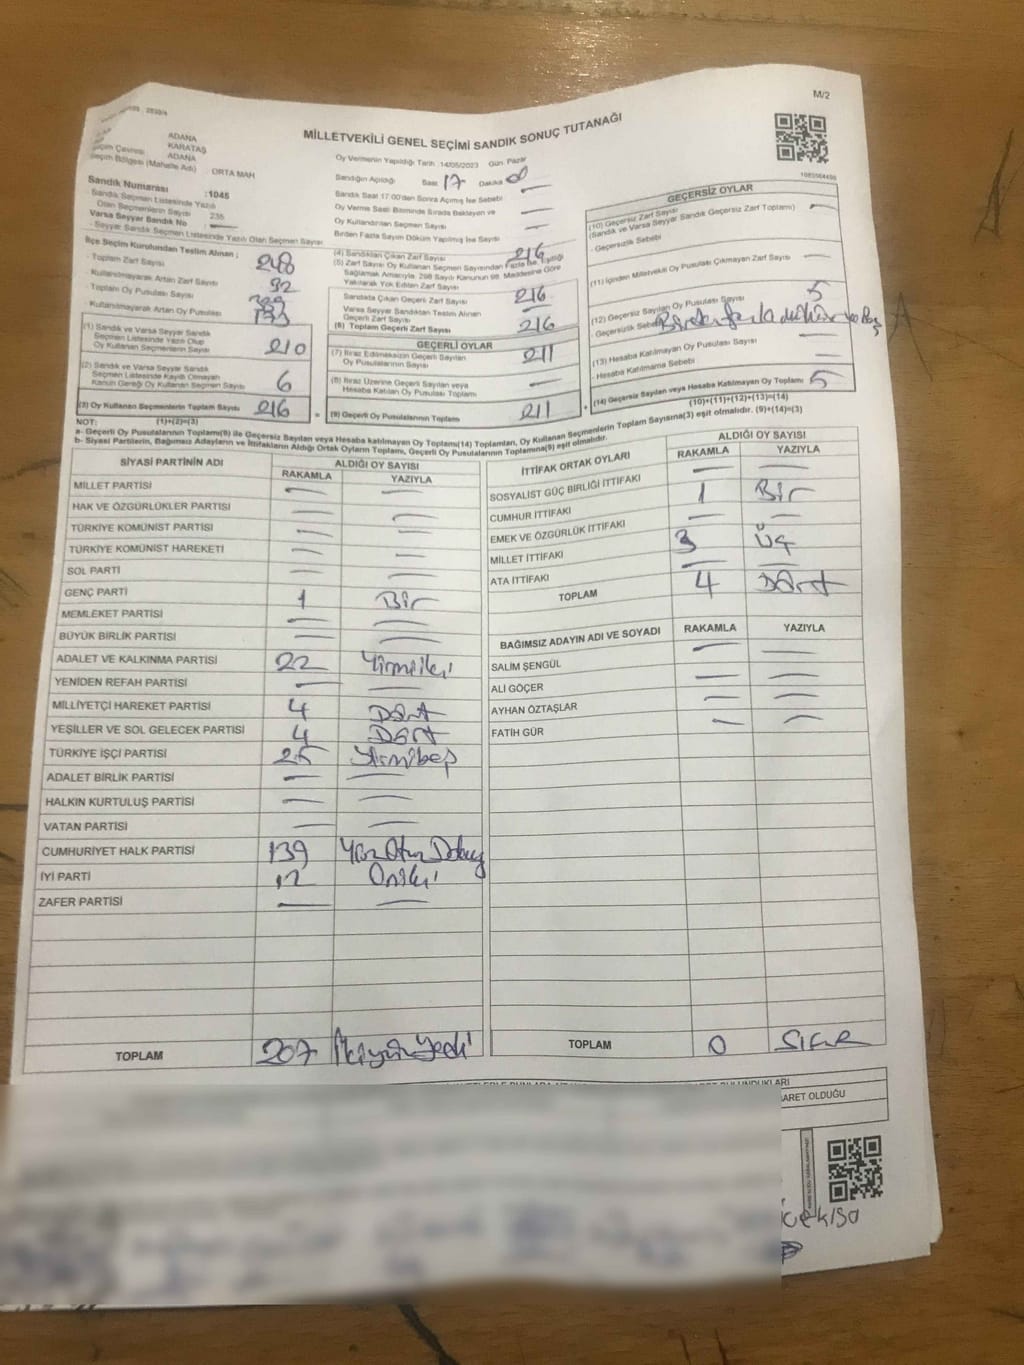 M/2
MİLLETVEKİLİ GENEL SEÇİMİ SANDIK SONUÇ TUTANAĞI
ADANA
KARATAŞ
Seçim Çevresi ADANA
Seçim Bölgesi (Mahalle Adı) ORTA MAH
Sandık Numarası :1045
- Sandık Seçmen Listesinde Yazılı
Olan Seçmenlerin Sayısı 235
Varsa Seyyar Sandık No
- Seyyar Sandık Seçmen Listesinde Yazılı Olan Seçmen Sayısı
Oy Vermenin Yapıldığı Tarih :14/05/2023 Gün: Pazar
Sandığın Açıldığı Saat 17 Dakika 00
Sandık Saat 17:00'den Sonra Açılmış İse Sebebi
Oy Verme Saati Bitiminde Sırada Bekleyen ve
Oy Kullandırılan Seçmen Sayısı
Birden Fazla Sayım Döküm Yapılmış İse Sayısı
İlçe Seçim Kurulundan Teslim Alınan ;
- Toplam Zarf Sayısı 248
- Kullanılmayarak Artan Zarf Sayısı 32
- Toplam Oy Pusulası Sayısı
- Kullanılmayarak Artan Oy Pusulası
(1) Sandık ve Varsa Seyyar Sandık
Seçmen Listesinde Yazılı Olup
Oy Kullanan Seçmenlerin Sayısı 210
(2) Sandık ve Varsa Seyyar Sandık
Seçmen Listesinde Kayıtlı Olmayan
Kanun Gereği Oy Kullanan Seçmen Sayısı 6
(3) Oy Kullanan Seçmenlerin Toplam Sayısı 216
(1)+(2)=(3)
(4) Sandıktan Çıkan Zarf Sayısı 216
(5) Zarf Sayısı Oy Kullanan Seçmen Sayısından Fazla İse, Eşitliği
Sağlamak Amacıyla, 298 Sayılı Kanunun 98. Maddesine Göre
Yakılarak Yok Edilen Zarf Sayısı
Sandıkta Çıkan Geçerli Zarf Sayısı 216
Varsa Seyyar Sandıktan Teslim Alınan
Geçerli Zarf Sayısı
(6) Toplam Geçerli Zarf Sayısı 216
GEÇERLİ OYLAR
(7) İtiraz Edilmeksizin Geçerli Sayılan
Oy Pusulalarının Sayısı 211
(8) İtiraz Üzerine Geçerli Sayılan veya
Hesaba Katılan Oy Pusulası Toplamı
(9) Geçerli Oy Pusulalarının Toplamı 211
GEÇERSİZ OYLAR
(10) Geçersiz Zarf Sayısı
(Sandık ve Varsa Seyyar Sandık Geçersiz Zarf Toplamı)
- Geçersizlik Sebebi
(11) İçinden Milletvekili Oy Pusulası Çıkmayan Zarf Sayısı
(12) Geçersiz Sayılan Oy Pusulası Sayısı 5
- Geçersizlik Sebebi Birden fazla
(13) Hesaba Katılmayan Oy Pusulası Sayısı
- Hesaba Katılmama Sebebi
(14) Geçersiz Sayılan veya Hesaba Katılmayan Oy Toplamı 5
(10)+(11)+(12)+(13)=(14)
NOT:
a- Geçerli Oy Pusulalarının Toplamı(9) ile Geçersiz Sayılan veya Hesaba katılmayan Oy Toplamı(14) Toplamları, Oy Kullanan Seçmenlerin Toplam Sayısına(3) eşit olmalıdır. (9)+(14)=(3)
b- Siyasi Partilerin, Bağımsız Adayların ve İttifakların Aldığı Ortak Oyların Toplamı, Geçerli Oy Pusulalarının Toplamına(9) eşit olmalıdır.
SİYASİ PARTİNİN ADI ALDIĞI OY SAYISI
RAKAMLA YAZIYLA
MİLLET PARTİSİ
HAK VE ÖZGÜRLÜKLER PARTİSİ
TÜRKİYE KOMÜNİST PARTİSİ
TÜRKİYE KOMÜNİST HAREKETİ
SOL PARTİ
GENÇ PARTİ 1 Bir
MEMLEKET PARTİSİ
BÜYÜK BİRLİK PARTİSİ
ADALET VE KALKINMA PARTİSİ 22 Yirmiiki
YENİDEN REFAH PARTİSİ
MİLLİYETÇİ HAREKET PARTİSİ 4 Dört
YEŞİLLER VE SOL GELECEK PARTİSİ 4 Dört
TÜRKİYE İŞÇİ PARTİSİ 25 Yirmibeş
ADALET BİRLİK PARTİSİ
HALKIN KURTULUŞ PARTİSİ
VATAN PARTİSİ
CUMHURİYET HALK PARTİSİ 139 Yüz Otuz Dokuz
İYİ PARTİ 12 Oniki
ZAFER PARTİSİ
TOPLAM 207 İkiyüzyedi
İTTİFAK ORTAK OYLARI ALDIĞI OY SAYISI
RAKAMLA YAZIYLA
SOSYALİST GÜÇ BİRLİĞİ İTTİFAKI
CUMHUR İTTİFAKI 1 Bir
EMEK VE ÖZGÜRLÜK İTTİFAKI
MİLLET İTTİFAKI 3 Üç
ATA İTTİFAKI
TOPLAM 4 Dört
BAĞIMSIZ ADAYIN ADI VE SOYADI RAKAMLA YAZIYLA
SALİM ŞENGÜL
ALİ GÖÇER
AYHAN ÖZTAŞLAR
FATİH GÜR
TOPLAM 0 SIFIR
BULUNDUKLARI
ARET OLDUĞU